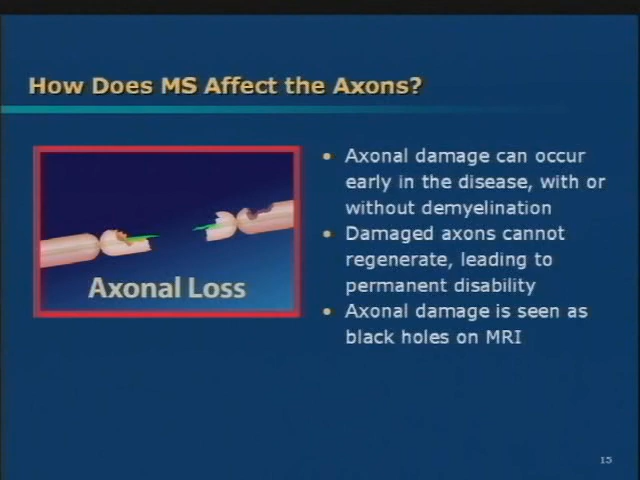 How Does MS Affect the Axons?
Axonal Loss
• Axonal damage can occur
early in the disease, with or
without demyelination
• Damaged axons cannot
regenerate, leading to
permanent disability
• Axonal damage is seen as
black holes on MRI
15